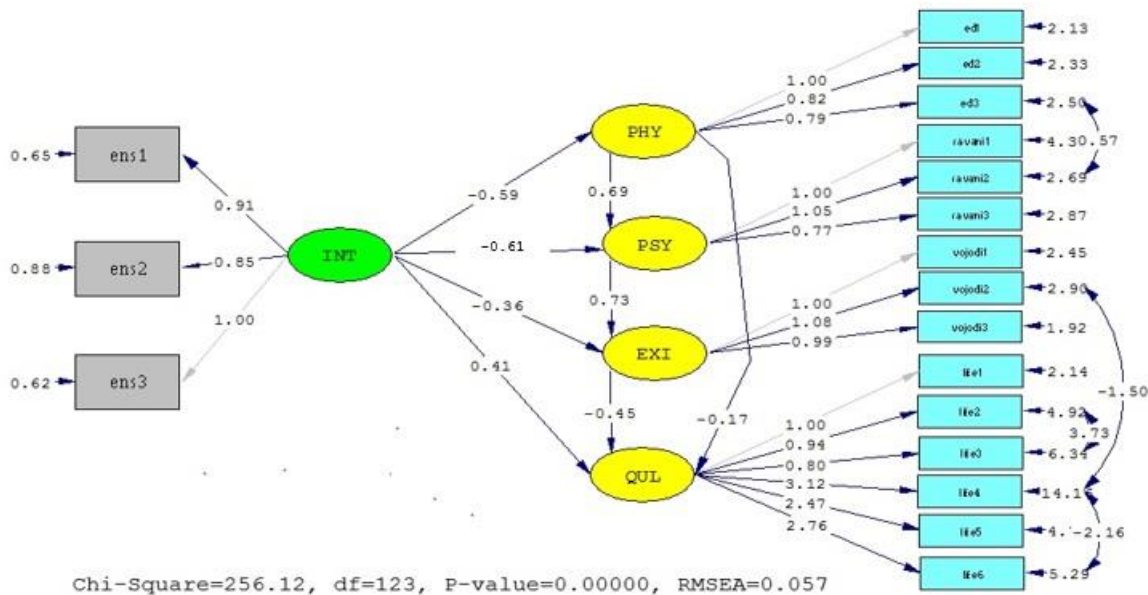 ed1
2.13
ed2
2.33
1.00
0.82
0.79
ed3
2.50
0.57
PHY
ravani1
ravani2
2.69
ens1
0.65
0.91
-0.59
0.69
1.00
1.05
0.77
ravani3
2.87
INT
-0.61
PSY
vojodi1
2.45
ens2
0.88
0.85
0.73
1.00
1.08
0.99
vojodi2
2.90
vojodi3
1.92
1.00
-0.36
0.41
EXI
life1
2.14
-1.50
ens3
0.62
-0.45
-0.17
life2
4.92
3.73
1.00
0.94
0.80
3.12
2.47
2.76
life3
6.34
QUL
life4
life5
-2.16
life6
5.29
Chi-Square=256.12, df=123, P-value=0.00000, RMSEA=0.057